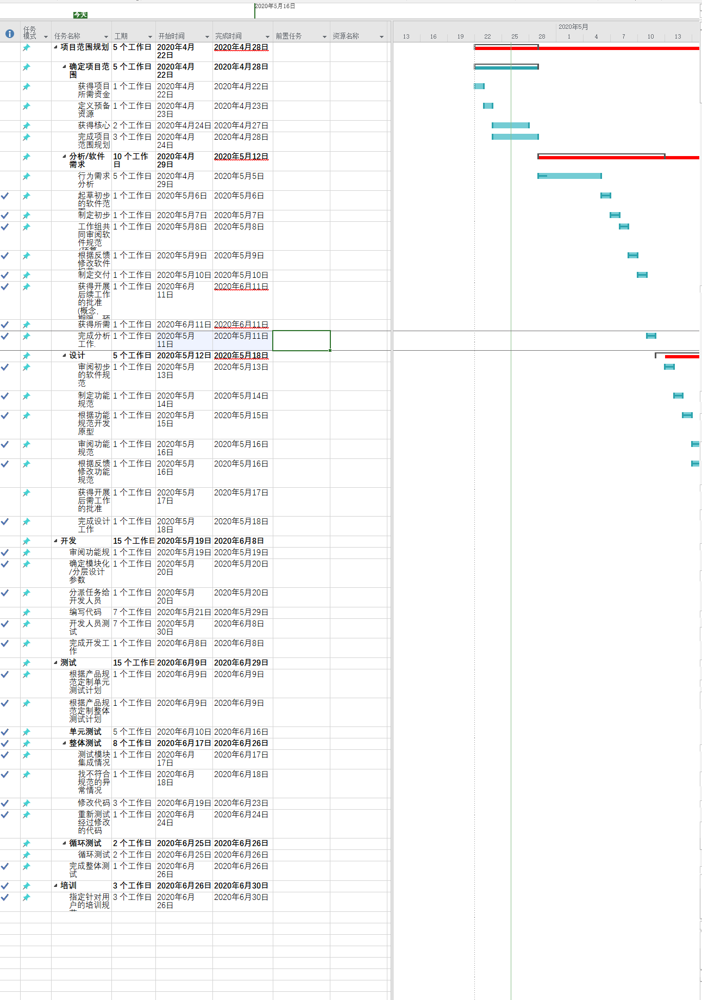 2020年5月16日
今天
任务模式 任务名称 工期 开始时间 完成时间 前置任务 资源名称
2020年5月
13 16 19 22 25 28 1 4 7 10 13
项目范围规划 5 个工作日 2020年4月22日 2020年4月28日
确定项目范围 5 个工作日 2020年4月22日 2020年4月28日
获得项目所需资金 1 个工作日 2020年4月22日 2020年4月22日
定义预备资源 1 个工作日 2020年4月23日 2020年4月23日
获得核心 2 个工作日 2020年4月24日 2020年4月27日
完成项目范围规划 3 个工作日 2020年4月24日 2020年4月28日
分析/软件需求 10 个工作日 2020年4月29日 2020年5月12日
行为需求分析 5 个工作日 2020年4月29日 2020年5月5日
起草初步的软件范 1 个工作日 2020年5月6日 2020年5月6日
制定初步 1 个工作日 2020年5月7日 2020年5月7日
工作组共同审阅软件规范 1 个工作日 2020年5月8日 2020年5月8日
根据反馈修改软件 1 个工作日 2020年5月9日 2020年5月9日
制定交付 1 个工作日 2020年5月10日 2020年5月10日
获得开展后续工作的批准(概念, 1 个工作日 2020年6月11日 2020年6月11日
获得所需 1 个工作日 2020年6月11日 2020年6月11日
完成分析工作. 1 个工作日 2020年5月11日 2020年5月11日
设计 5 个工作日 2020年5月12日 2020年5月18日
审阅初步的软件规范 1 个工作日 2020年5月13日 2020年5月13日
制定功能规范 1 个工作日 2020年5月14日 2020年5月14日
根据功能规范开发原型 1 个工作日 2020年5月15日 2020年5月15日
审阅功能规范 1 个工作日 2020年5月16日 2020年5月16日
根据反馈修改功能规范 1 个工作日 2020年5月16日 2020年5月16日
获得开展后需工作的批准 1 个工作日 2020年5月17日 2020年5月17日
完成设计工作 1 个工作日 2020年5月18日 2020年5月18日
开发 15 个工作日 2020年5月19日 2020年6月8日
审阅功能规 1 个工作日 2020年5月19日 2020年5月19日
确定模块化/分层设计参数 1 个工作日 2020年5月20日 2020年5月20日
分派任务给开发人员 1 个工作日 2020年5月20日 2020年5月20日
编写代码 7 个工作日 2020年5月21日 2020年5月29日
开发人员测试 7 个工作日 2020年5月30日 2020年6月8日
完成开发工作 1 个工作日 2020年6月8日 2020年6月8日
测试 15 个工作日 2020年6月9日 2020年6月29日
根据产品规范定制单元测试计划 1 个工作日 2020年6月9日 2020年6月9日
根据产品规范定制整体测试计划 1 个工作日 2020年6月9日 2020年6月9日
单元测试 5 个工作日 2020年6月10日 2020年6月16日
整体测试 8 个工作日 2020年6月17日 2020年6月26日
测试模块集成情况 1 个工作日 2020年6月17日 2020年6月17日
找不符合规范的异常情况 1 个工作日 2020年6月18日 2020年6月18日
修改代码 3 个工作日 2020年6月19日 2020年6月23日
重新测试经过修改的代码 1 个工作日 2020年6月24日 2020年6月24日
循环测试 2 个工作日 2020年6月25日 2020年6月26日
循环测试 2 个工作日 2020年6月25日 2020年6月26日
完成整体测试 1 个工作日 2020年6月26日 2020年6月26日
培训 3 个工作日 2020年6月26日 2020年6月30日
指定针对用户的培训规 3 个工作日 2020年6月26日 2020年6月30日